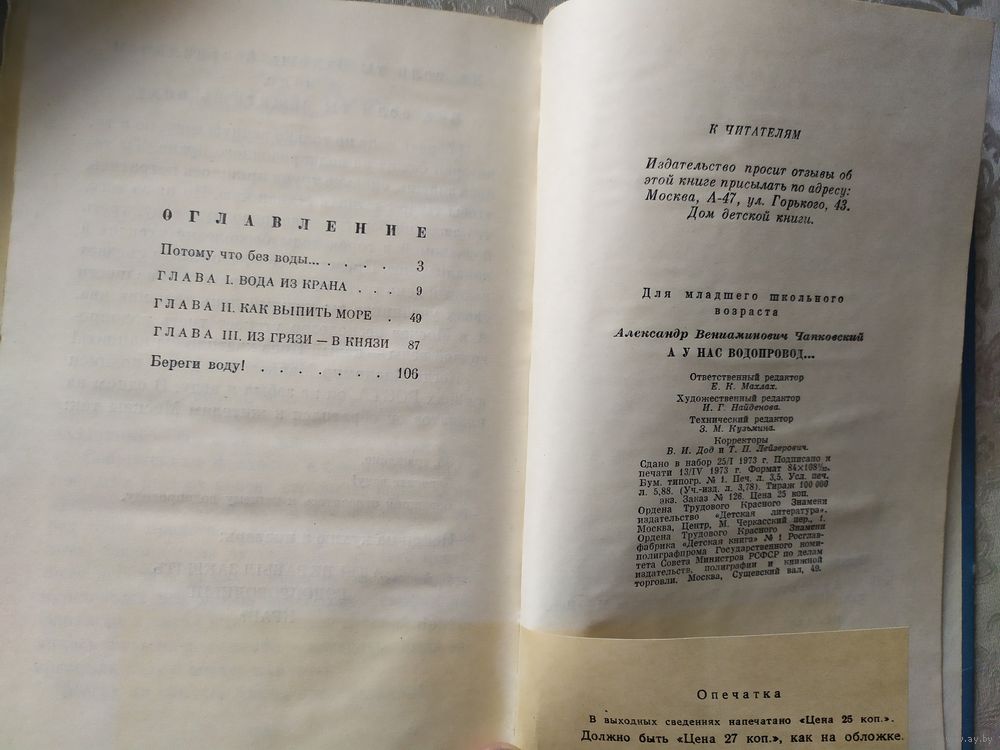 ОГЛАВЛЕНИЕ
Потому что без воды... . . . . 3
ГЛАВА I. ВОДА ИЗ КРАНА . . . 9
ГЛАВА II. КАК ВЫПИТЬ МОРЕ . 49
ГЛАВА III. ИЗ ГРЯЗИ — В КНЯЗИ 87
Береги воду! . . . . . . . 106
К ЧИТАТЕЛЯМ
Издательство просит отзывы об
этой книге присылать по адресу:
Москва, А-47, ул. Горького, 43.
Дом детской книги.
Для младшего школьного
возраста
Александр Вениаминович Чапковский
А У НАС ВОДОПРОВОД...
Ответственный редактор
Е. К. Махлах.
Художественный редактор
И. Г. Найденова.
Технический редактор
З. М. Кузьмина.
Корректоры
В. И. Дод и Т. П. Лейзерович.
Сдано в набор 25/I 1973 г. Подписано к
печати 13/IV 1973 г. Формат 84×108¹/₃₂.
Бум. типогр. № 1. Печ. л. 3,5. Усл. печ.
л. 5,88. (Уч.-изд. л. 3,78). Тираж 100 000
экз. Заказ № 126. Цена 25 коп.
Ордена Трудового Красного Знамени
издательство «Детская литература».
Москва, Центр, М. Черкасский пер., 1.
Ордена Трудового Красного Знамени
фабрика «Детская книга» № 1 Росглав-
полиграфпрома Государственного коми-
тета Совета Министров РСФСР по делам
издательств, полиграфии и книжной
торговли. Москва, Сущевский вал, 49.
Опечатка
В выходных сведениях напечатано «Цена 25 коп.».
Должно быть «Цена 27 коп.», как на обложке.
www.ay.by